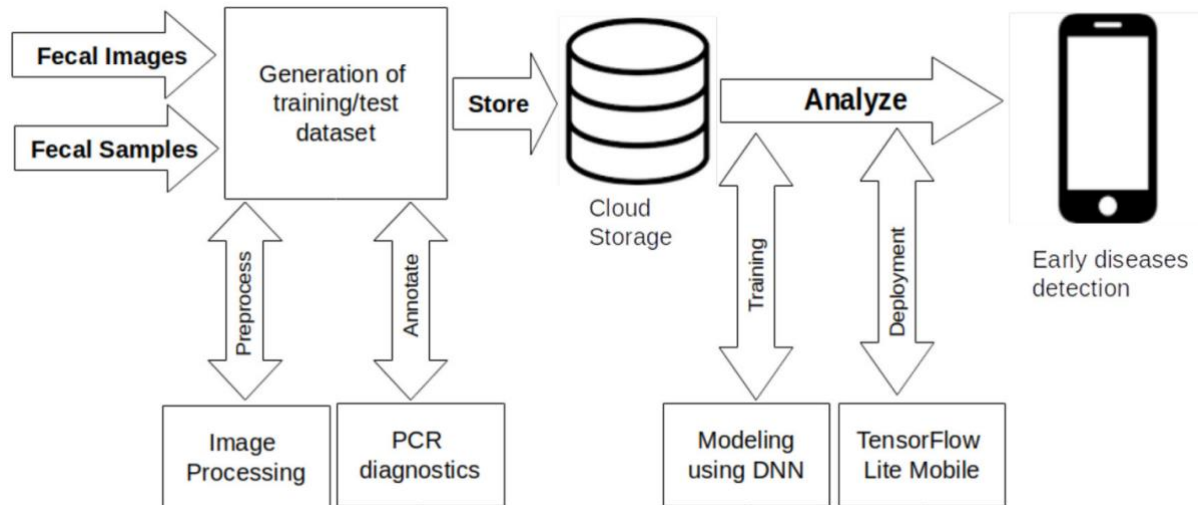 Fecal Images
Fecal Samples
Generation of
training/test
dataset
Store
Cloud
Storage
Analyze
Early diseases
detection
Preprocess
Annotate
Training
Deployment
Image
Processing
PCR
diagnostics
Modeling
using DNN
TensorFlow
Lite Mobile